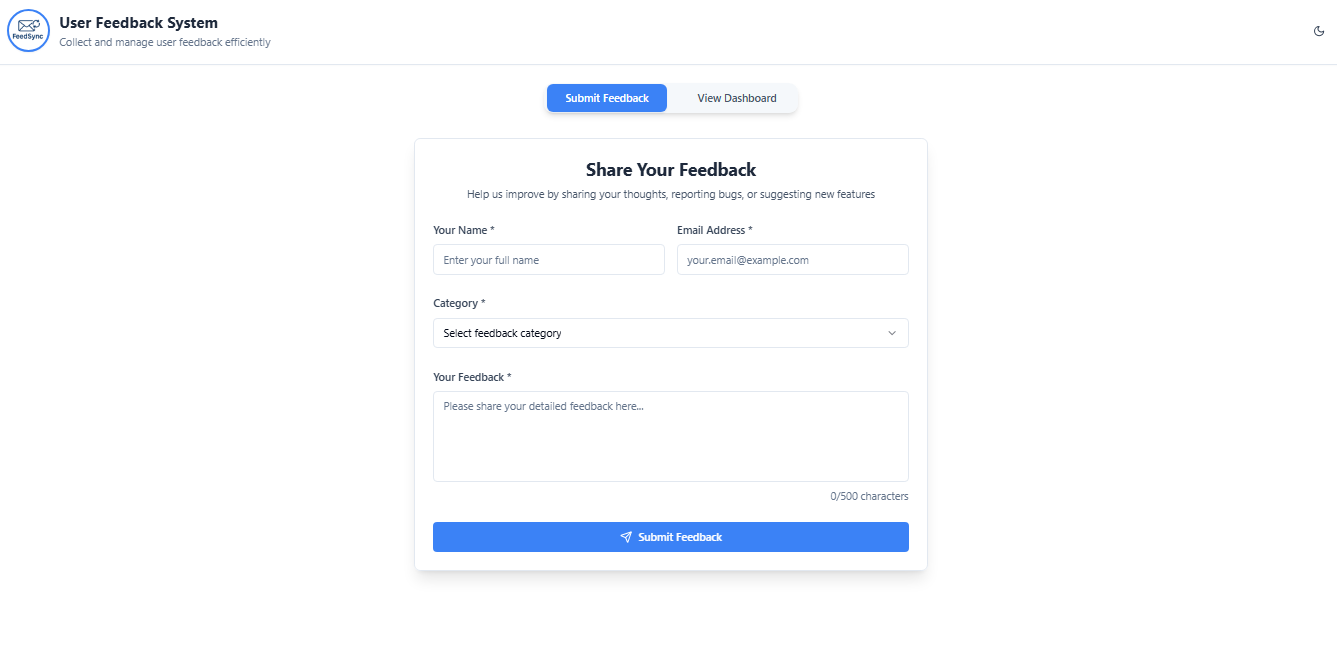 FeedSync
User Feedback System
Collect and manage user feedback efficiently
Submit Feedback
View Dashboard
Share Your Feedback
Help us improve by sharing your thoughts, reporting bugs, or suggesting new features
Your Name *
Email Address *
Enter your full name
your.email@example.com
Category *
Select feedback category
Your Feedback *
Please share your detailed feedback here...
0/500 characters
Submit Feedback